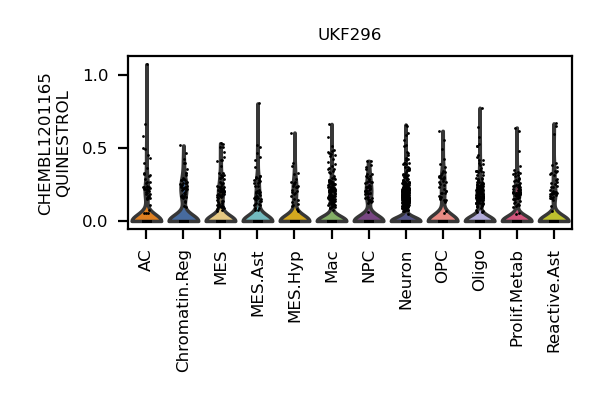 UKF296
CHEMBL1201165
QUINESTROL
1.0
0.5
0.0
AC
Chromatin.Reg
MES
MES.Ast
MES.Hyp
Mac
NPC
Neuron
OPC
Oligo
Prolif.Metab
Reactive.Ast